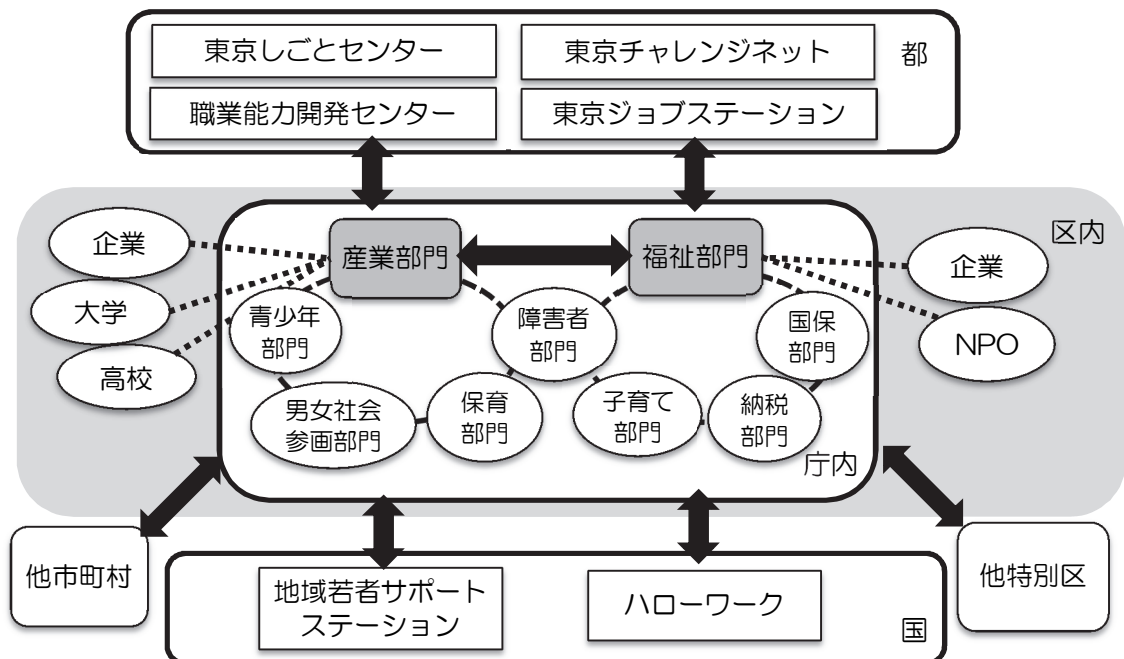 東京しごとセンター
東京チャレンジネット
都
職業能力開発センター
東京ジョブステーション
区内
企業
産業部門
福祉部門
企業
大学
青少年
部門
障害者
部門
国保
部門
NPO
高校
男女社会
参画部門
保育
部門
子育て
部門
納税
部門
庁内
他市町村
地域若者サポート
ステーション
ハローワーク
他特別区
国